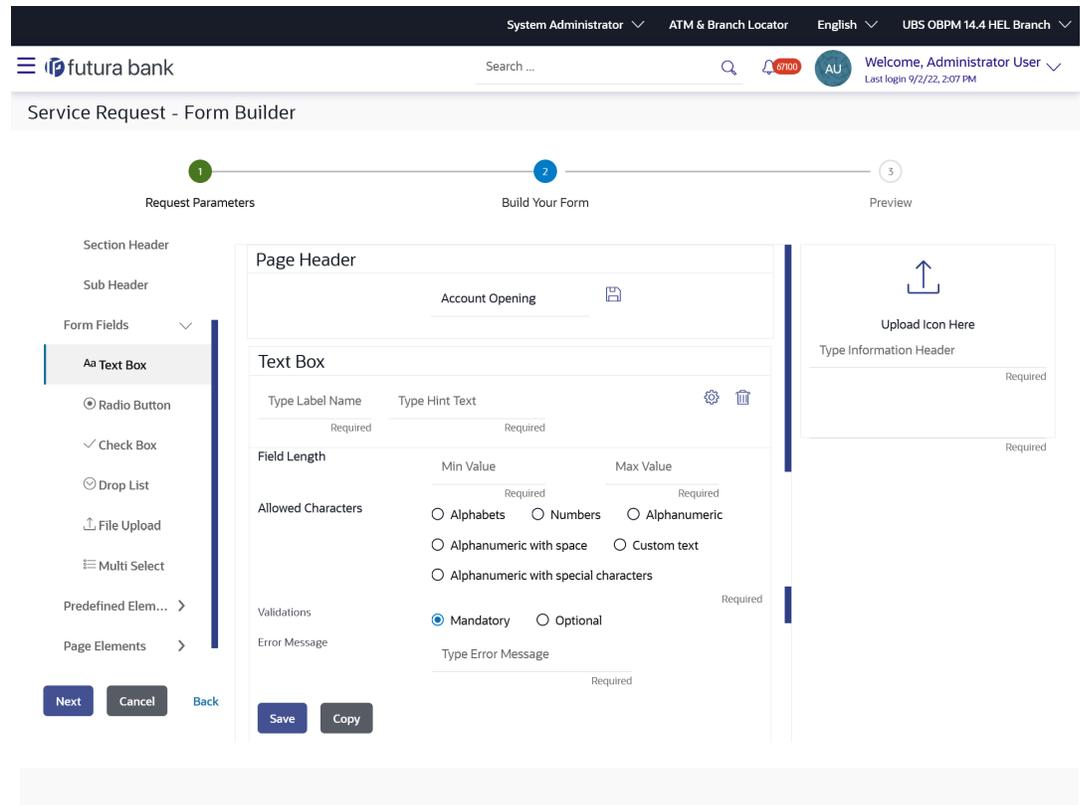 System Administrator ATM & Branch Locator English UBS OBPM 14.4 HEL Branch
futura bank Search ... 67100 AU Welcome, Administrator User
Last login 9/2/22, 2:07 PM
Service Request - Form Builder
1 2 3
Request Parameters Build Your Form Preview
Section Header
Sub Header
Form Fields
Aa Text Box
Radio Button
Check Box
Drop List
File Upload
Multi Select
Predefined Elem...
Page Elements
Next Cancel Back
Page Header
Account Opening
Text Box
Type Label Name Type Hint Text
Required Required
Field Length
Min Value Max Value
Required Required
Allowed Characters
Alphabets Numbers Alphanumeric
Alphanumeric with space Custom text
Alphanumeric with special characters
Required
Validations
Mandatory Optional
Error Message
Type Error Message
Required
Save Copy
Upload Icon Here
Type Information Header
Required
Required